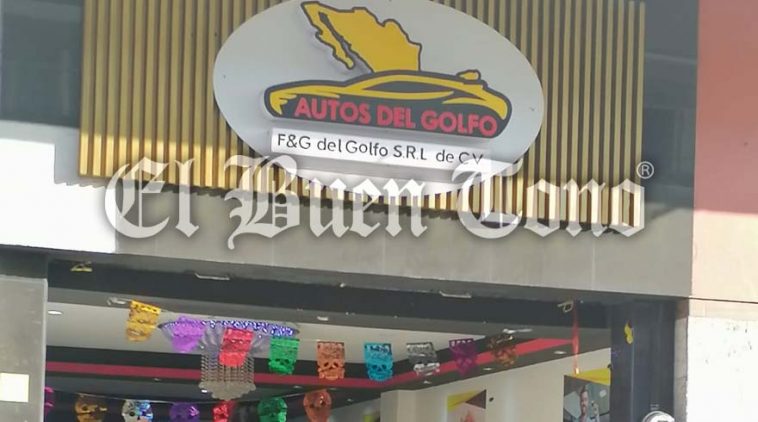 AUTOS DEL GOLFO
F&G del Golfo S.R.L de C.V.
El Buen Tono®